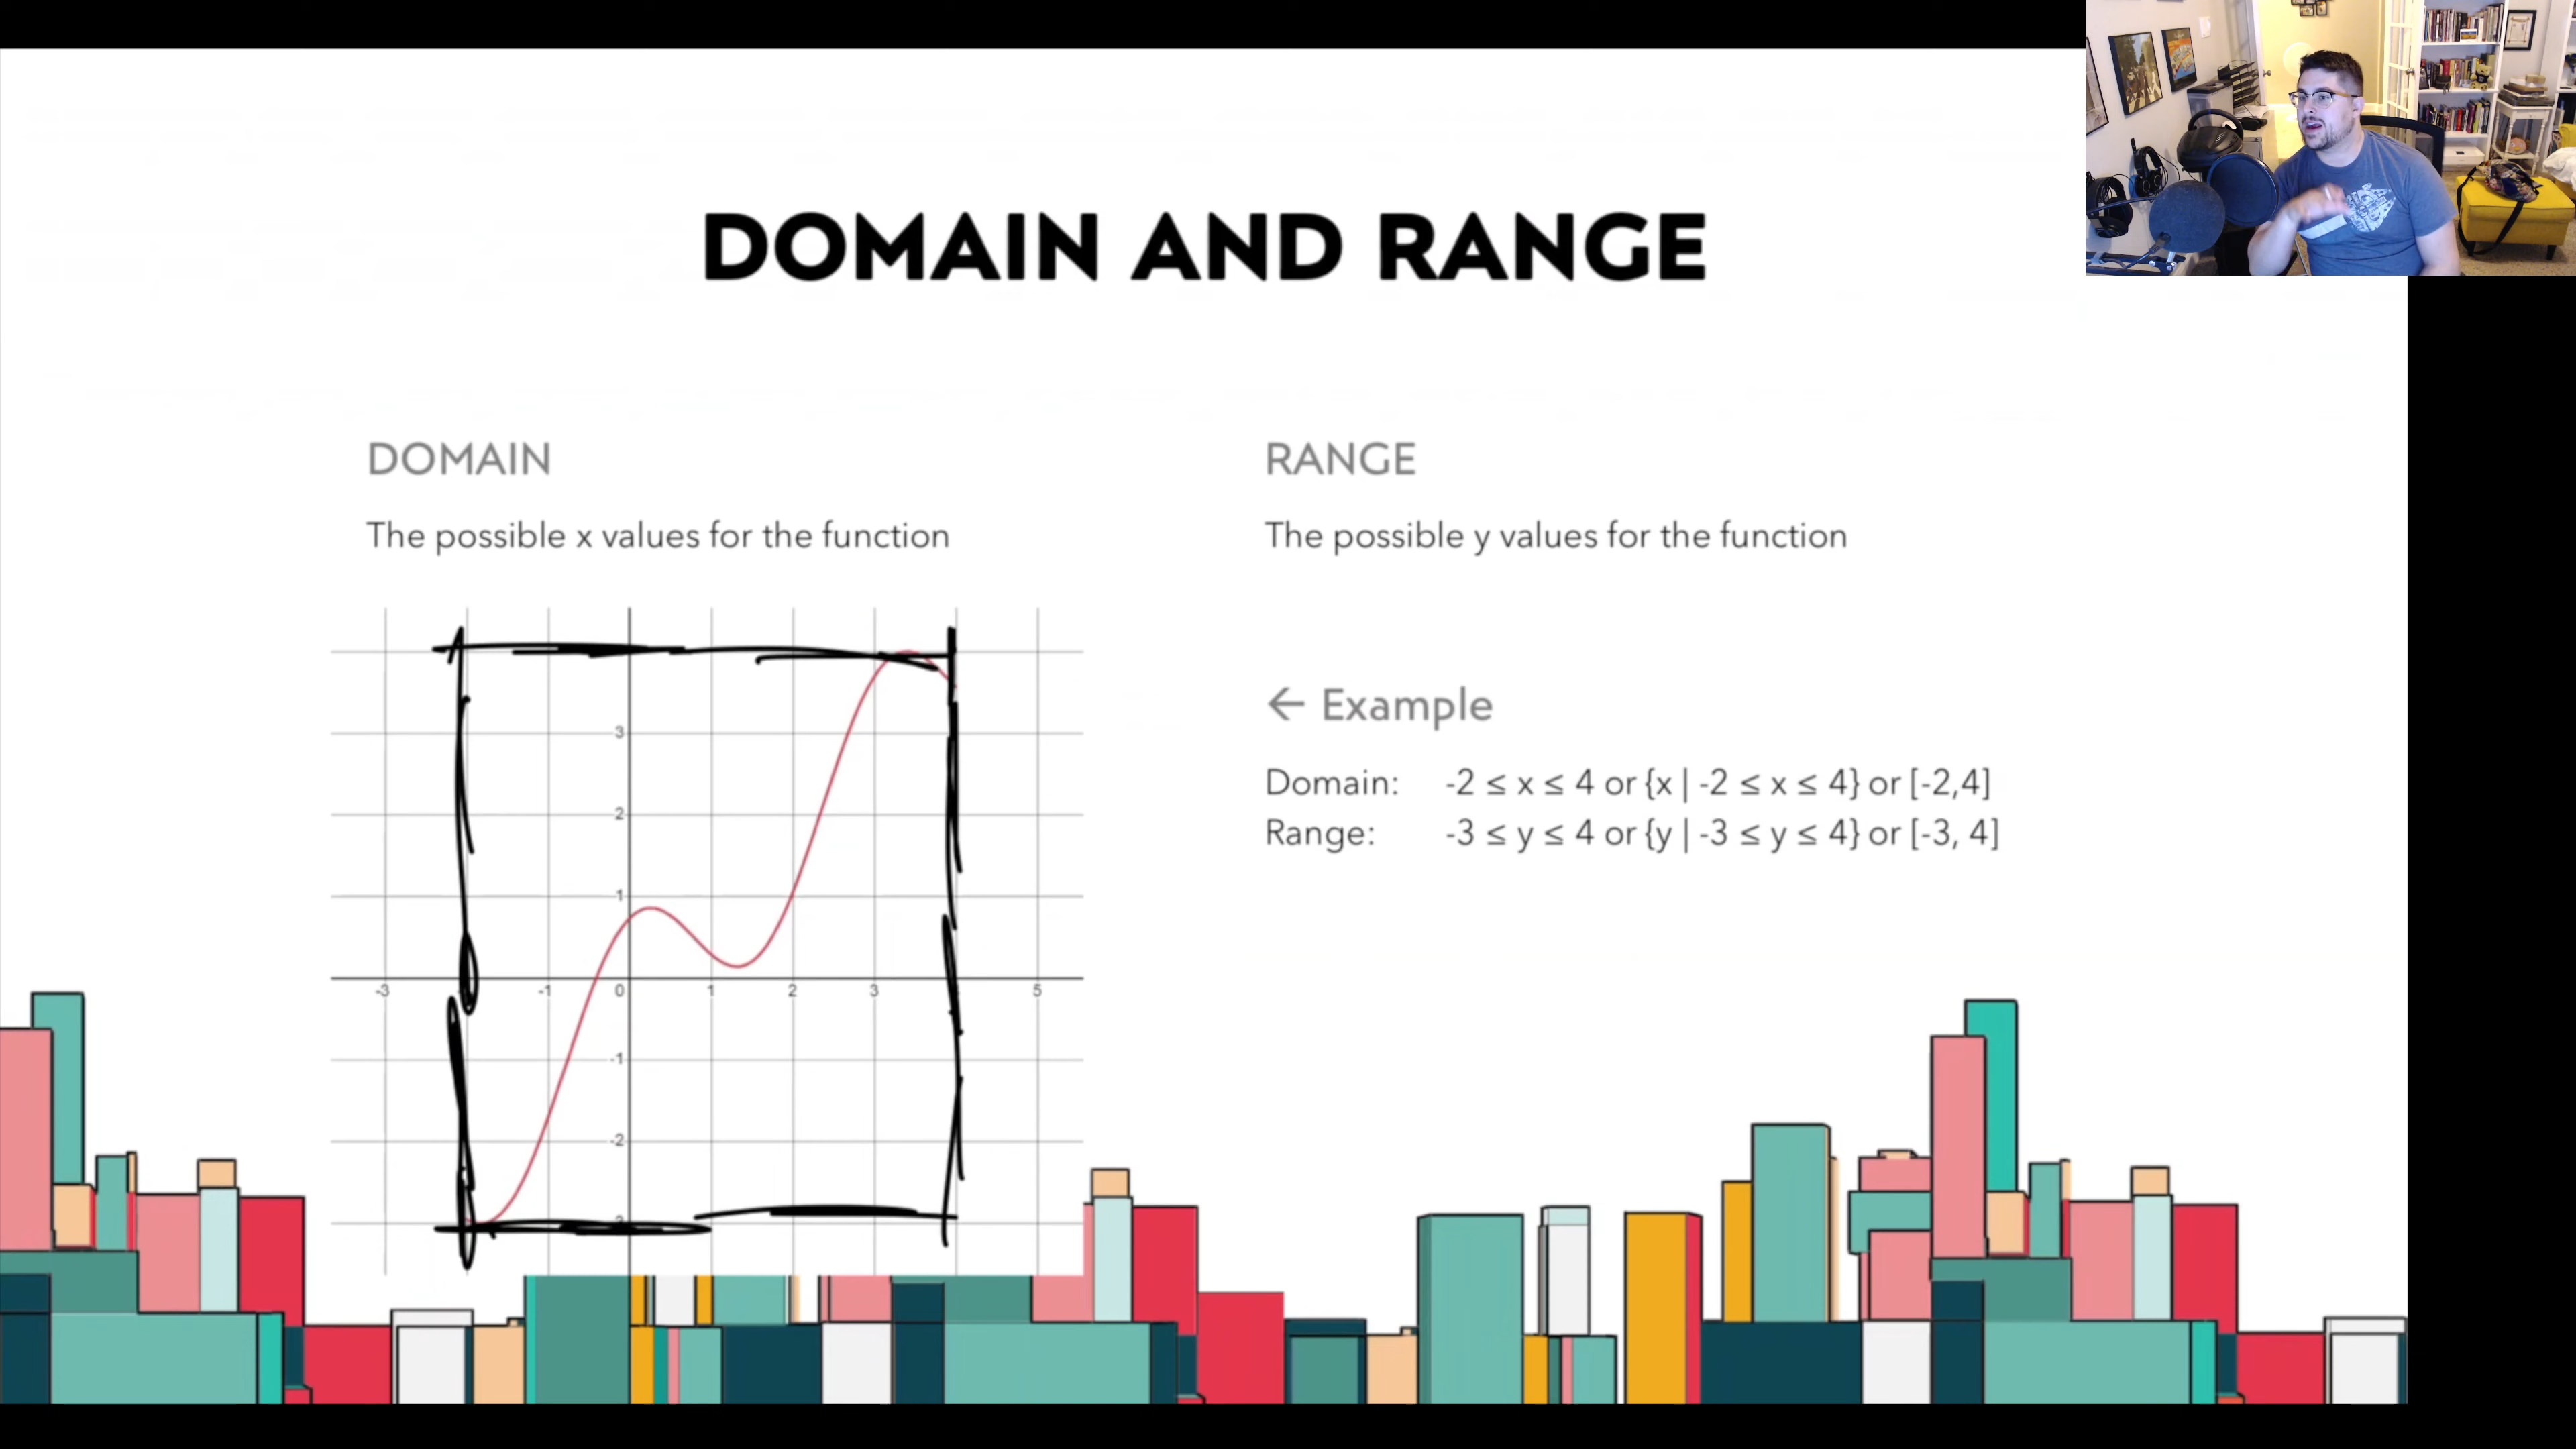 DOMAIN AND RANGE
DOMAIN
The possible x values for the function
RANGE
The possible y values for the function
← Example
Domain: -2 ≤ x ≤ 4 or {x | -2 ≤ x ≤ 4} or [-2,4]
Range: -3 ≤ y ≤ 4 or {y | -3 ≤ y ≤ 4} or [-3, 4]
3
2
1
-3 -1 0 1 2 3 5
-1
-2